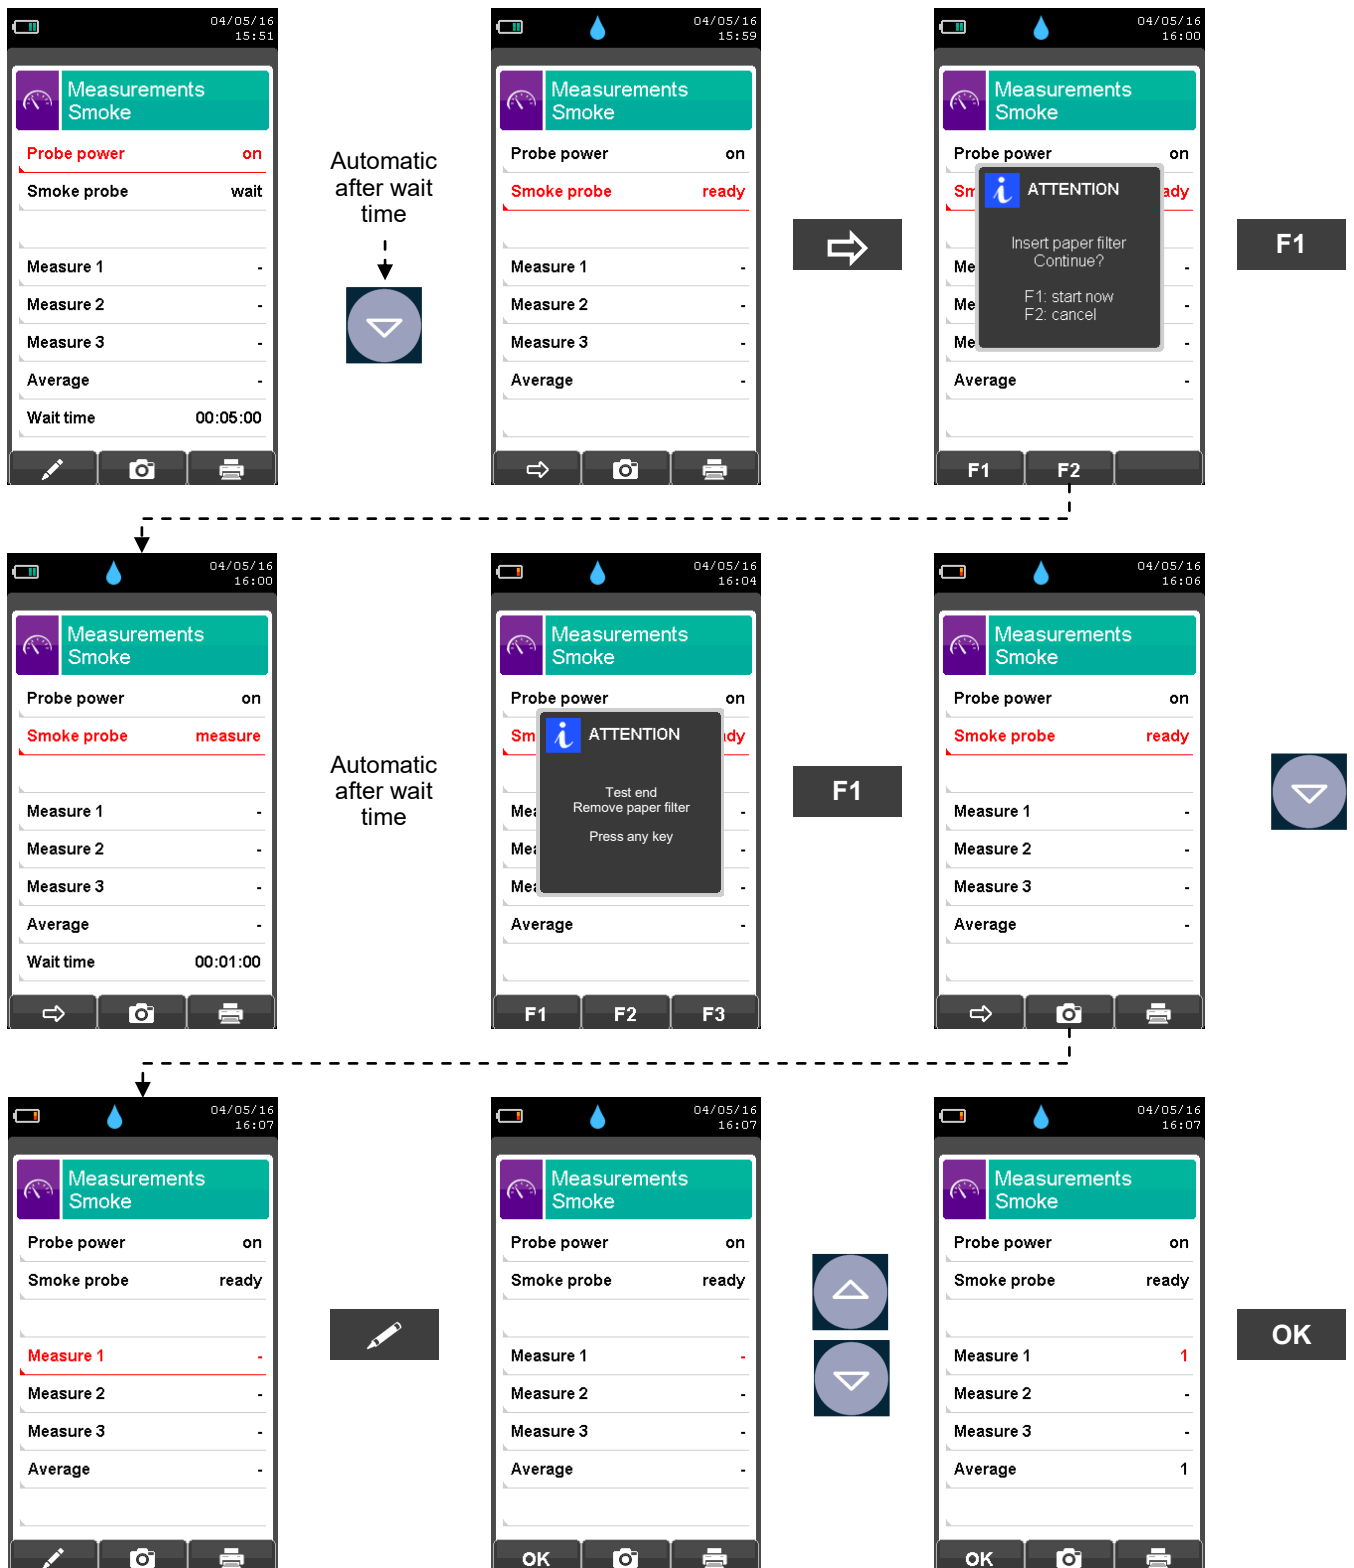 04/05/16
15:51
Measurements
Smoke
Probe power on
Smoke probe wait
Measure 1 -
Measure 2 -
Measure 3 -
Average -
Wait time 00:05:00
Automatic
after wait
time
04/05/16
15:59
Measurements
Smoke
Probe power on
Smoke probe ready
Measure 1 -
Measure 2 -
Measure 3 -
Average -
04/05/16
16:00
Measurements
Smoke
Probe power on
Sm ady
ATTENTION
Insert paper filter
Continue?
F1: start now
F2: cancel
Me -
Me -
Me -
Average -
F1 F2
F1
04/05/16
16:00
Measurements
Smoke
Probe power on
Smoke probe measure
Measure 1 -
Measure 2 -
Measure 3 -
Average -
Wait time 00:01:00
Automatic
after wait
time
04/05/16
16:04
Measurements
Smoke
Probe power on
Sm dy
ATTENTION
Test end
Remove paper filter
Press any key
Mea -
Mea -
Mea -
Average -
F1 F2 F3
F1
04/05/16
16:06
Measurements
Smoke
Probe power on
Smoke probe ready
Measure 1 -
Measure 2 -
Measure 3 -
Average -
04/05/16
16:07
Measurements
Smoke
Probe power on
Smoke probe ready
Measure 1 -
Measure 2 -
Measure 3 -
Average -
04/05/16
16:07
Measurements
Smoke
Probe power on
Smoke probe ready
Measure 1 -
Measure 2 -
Measure 3 -
Average -
OK
04/05/16
16:07
Measurements
Smoke
Probe power on
Smoke probe ready
Measure 1 1
Measure 2 -
Measure 3 -
Average 1
OK
OK